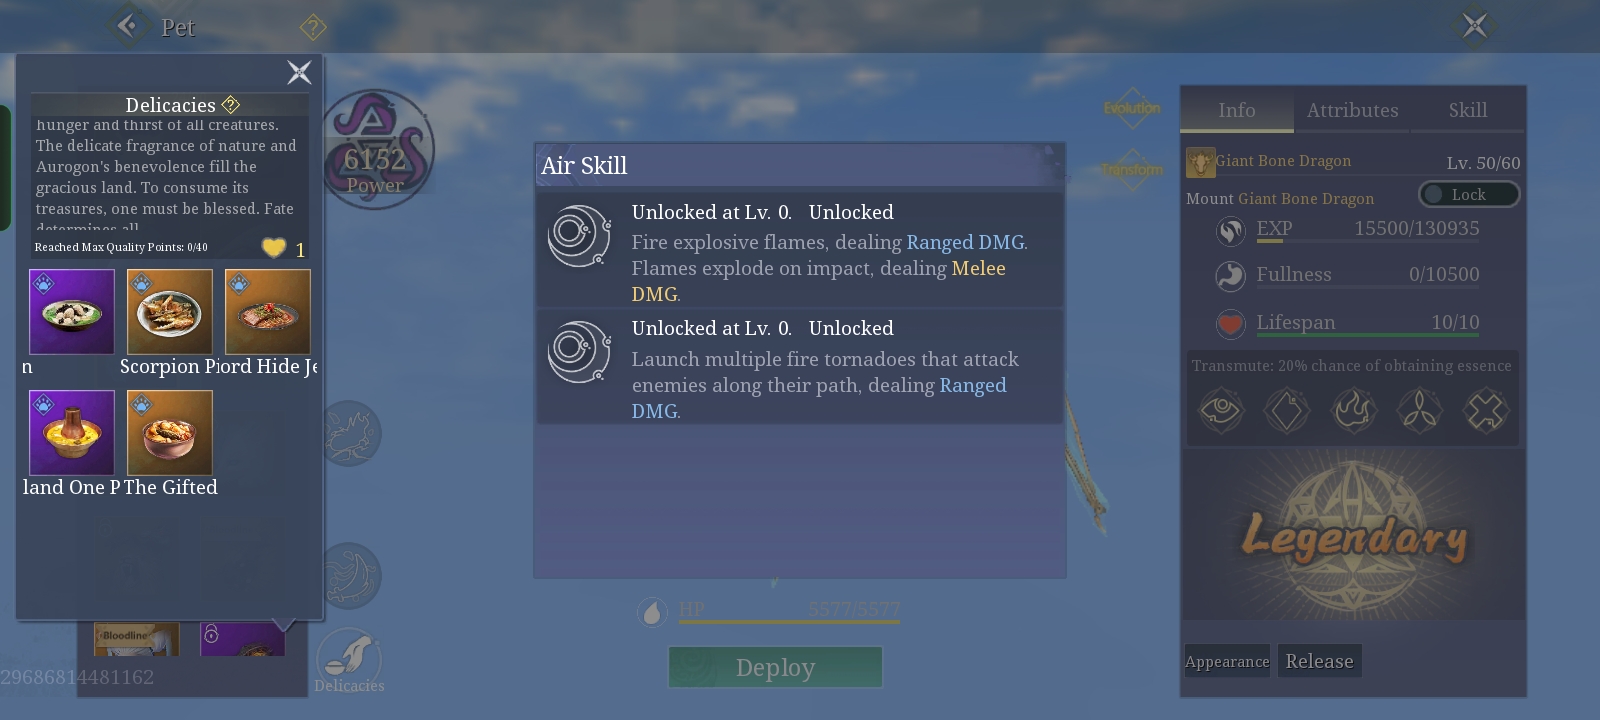 Pet
Delicacies
hunger and thirst of all creatures.
The delicate fragrance of nature and
Aurogon's benevolence fill the
gracious land. To consume its
treasures, one must be blessed. Fate
determines all
Reached Max Quality Points: 0/40
1
n
Scorpion Pi
ord Hide Je
land One P
The Gifted
Bloodline
29686814481162
6152
Power
Delicacies
Air Skill
Unlocked at Lv. 0. Unlocked
Fire explosive flames, dealing Ranged DMG.
Flames explode on impact, dealing Melee
DMG.
Unlocked at Lv. 0. Unlocked
Launch multiple fire tornadoes that attack
enemies along their path, dealing Ranged
DMG.
HP 5577/5577
Deploy
Evolution
Transform
Info Attributes Skill
Giant Bone Dragon Lv. 50/60
Mount Giant Bone Dragon Lock
EXP 15500/130935
Fullness 0/10500
Lifespan 10/10
Transmute: 20% chance of obtaining essence
Legendary
Appearance Release